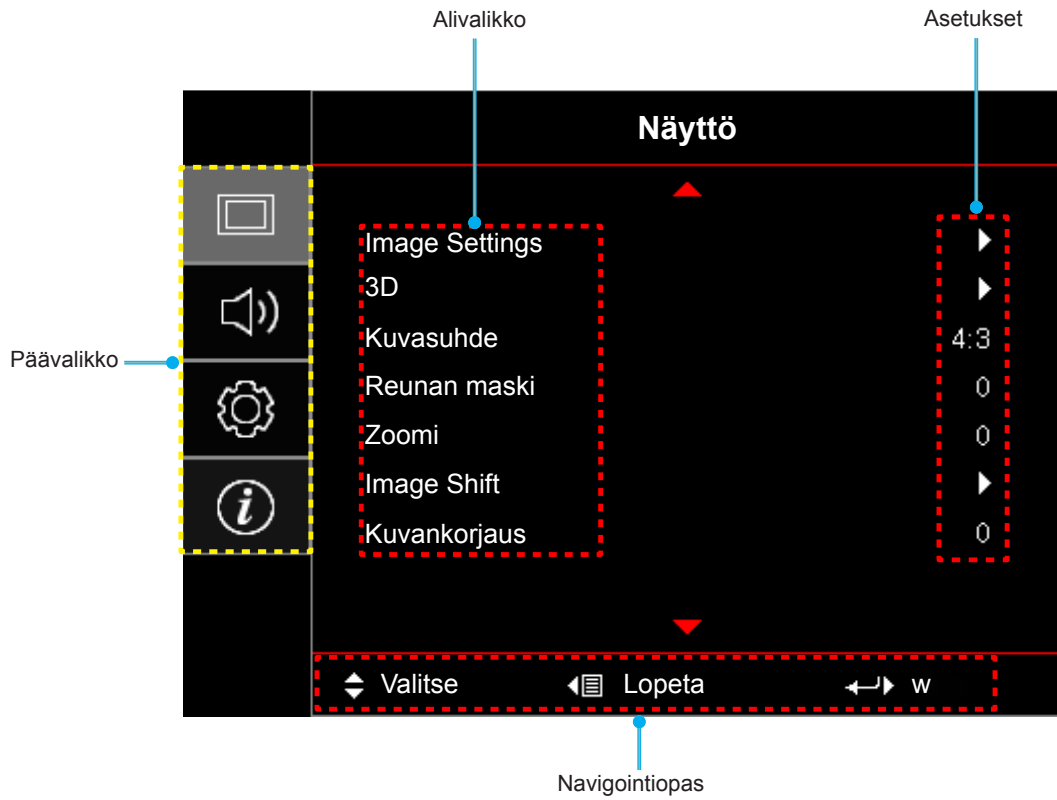 Alivalikko
Asetukset
Näyttö
Image Settings
3D
Kuvasuhde 4:3
Reunan maski 0
Zoomi 0
Image Shift
Kuvankorjaus 0
Päävalikko
Valitse Lopeta w
Navigointiopas